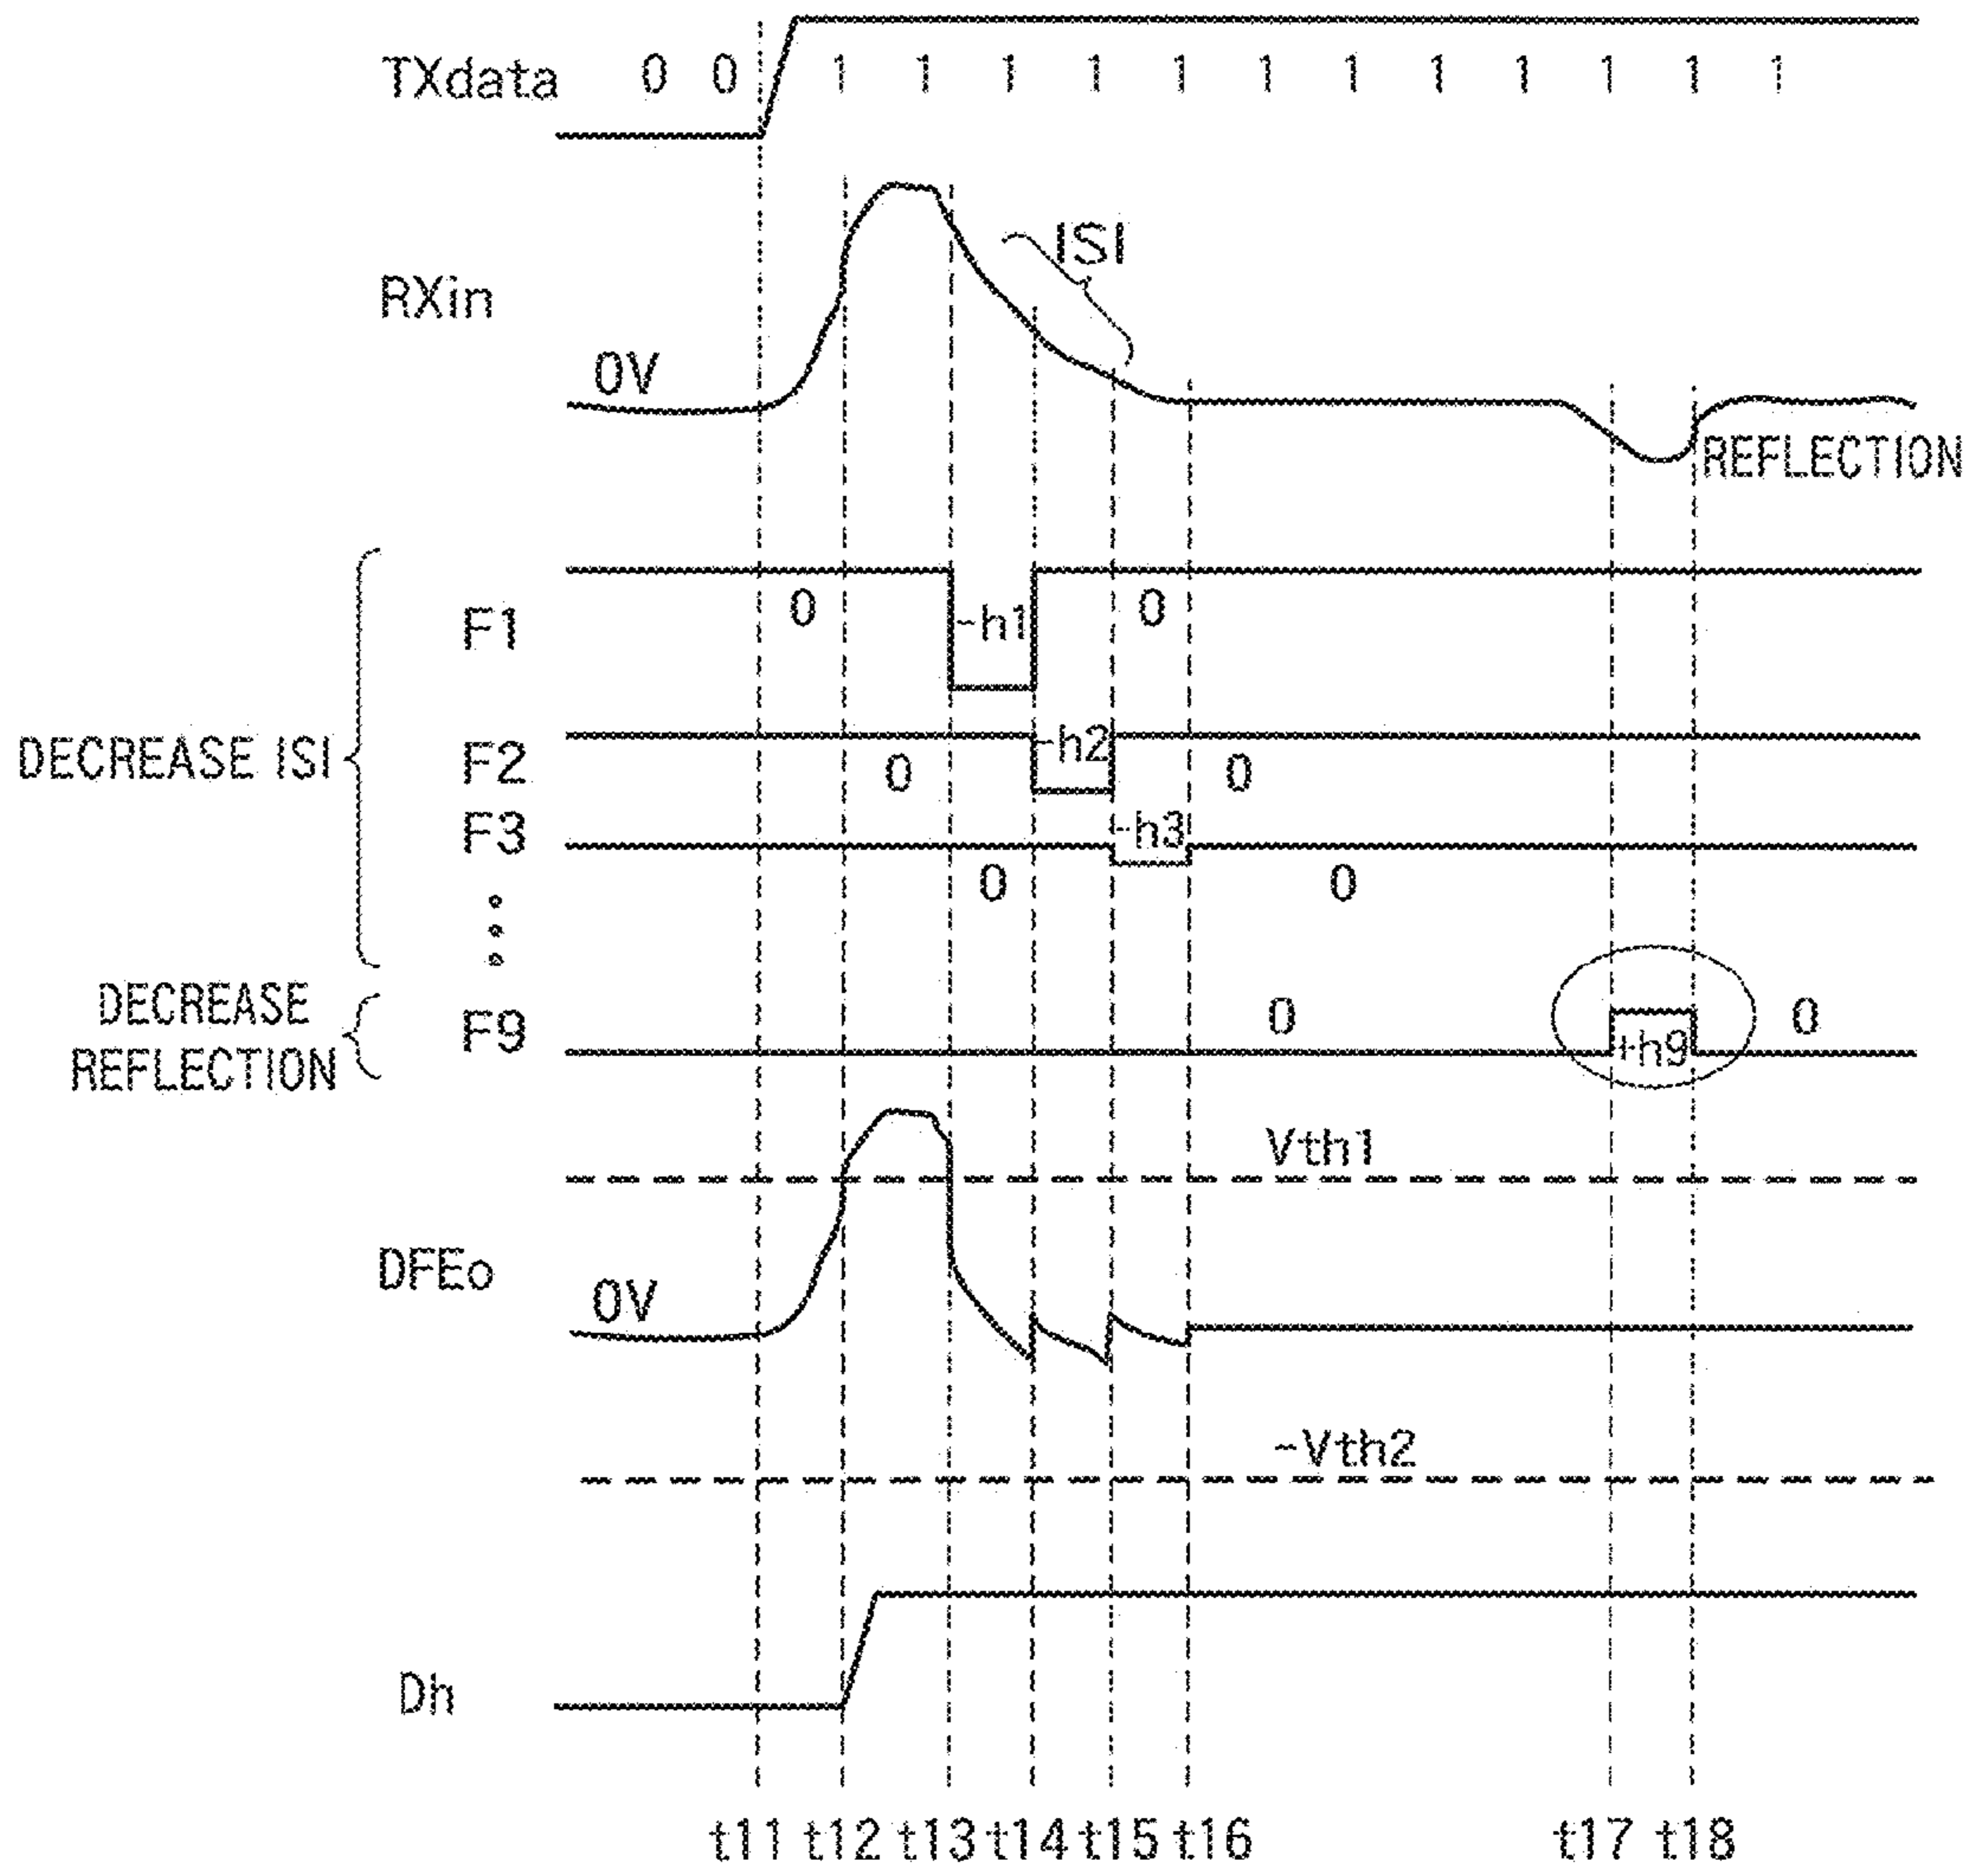 TXdata 0 0 1 1 1 1 1 1 1 1 1 1 1 1
RXin
0V
ISI
REFLECTION
DECREASE ISI
F1
0
-h1
0
F2
0
-h2
0
F3
0
-h3
0
DECREASE
REFLECTION
F9
0
+h9
0
Vth1
DFEo
0V
-Vth2
Dh
t11 t12 t13 t14 t15 t16 t17 t18